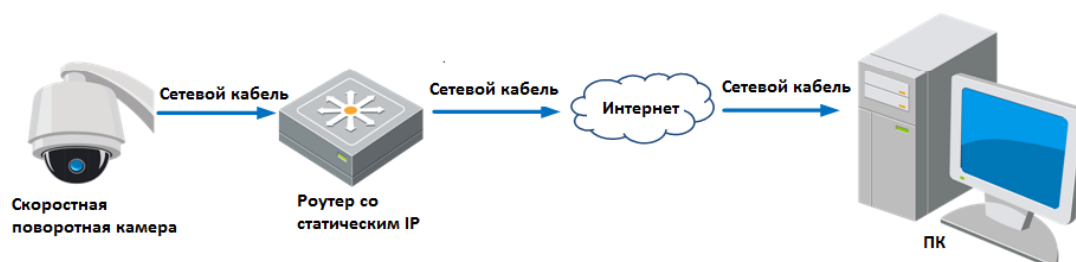 Сетевой кабель
Сетевой кабель
Интернет
Сетевой кабель
Скоростная
поворотная камера
Роутер со
статическим IP
ПК